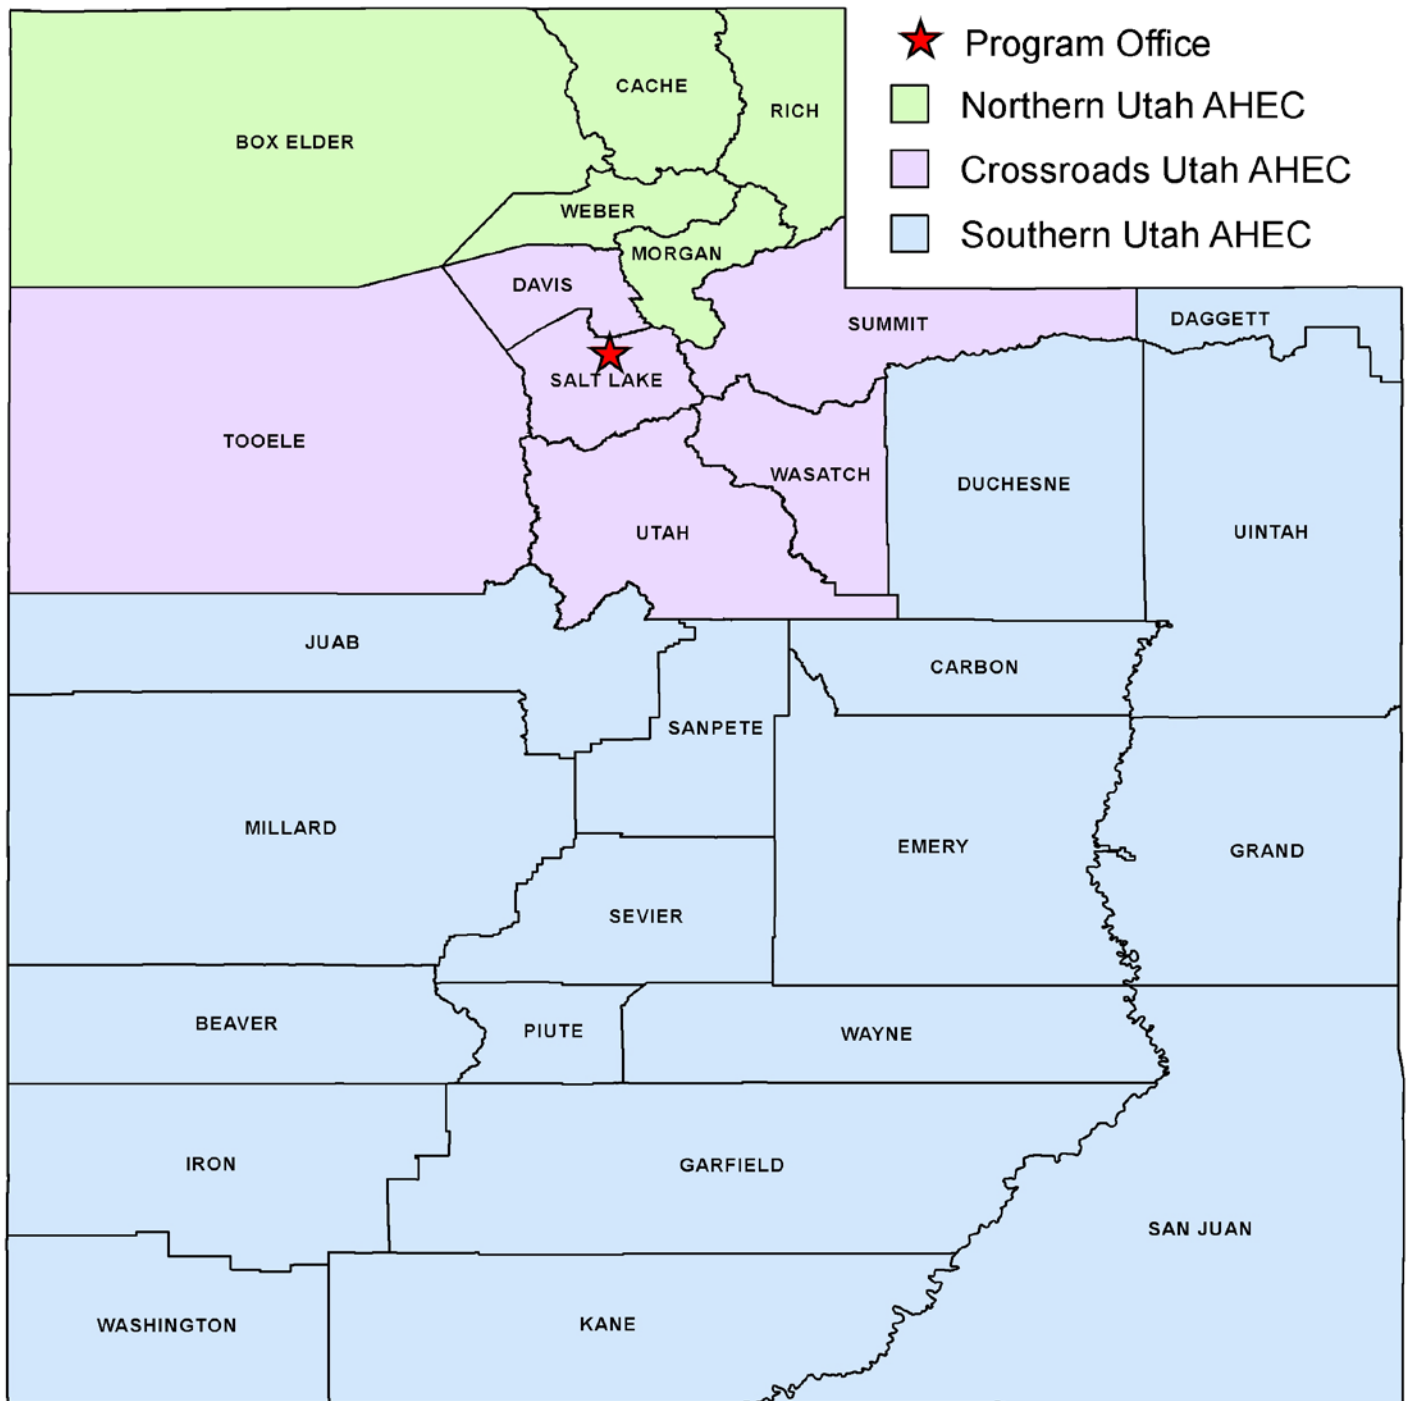 Program Office
Northern Utah AHEC
Crossroads Utah AHEC
Southern Utah AHEC
CACHE
RICH
BOX ELDER
WEBER
MORGAN
DAVIS
SUMMIT
DAGGETT
SALT LAKE
TOOELE
WASATCH
DUCHESNE
UTAH
UINTAH
JUAB
CARBON
SANPETE
MILLARD
EMERY
GRAND
SEVIER
BEAVER
PIUTE
WAYNE
IRON
GARFIELD
SAN JUAN
WASHINGTON
KANE